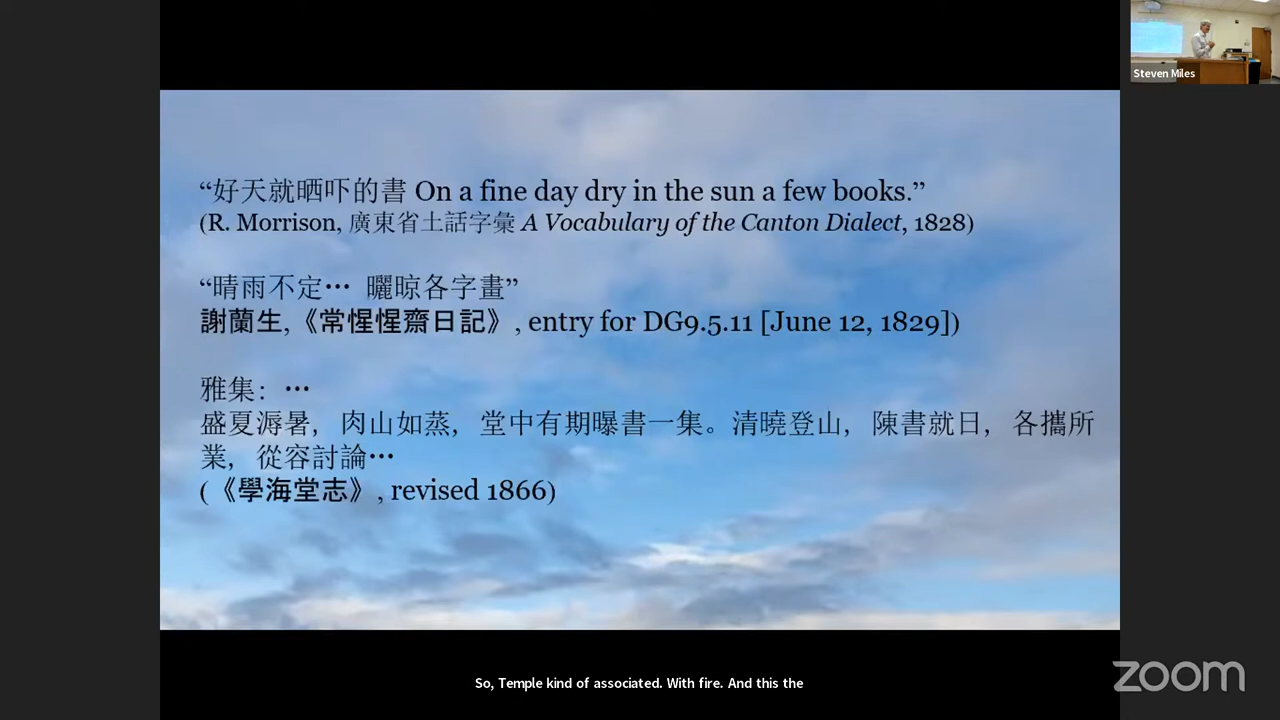 Steven Miles
“好天就晒吓的書 On a fine day dry in the sun a few books.”
(R. Morrison, 廣東省土話字彙 A Vocabulary of the Canton Dialect, 1828)
“晴雨不定… 曬晾各字畫”
謝蘭生,《常惺惺齋日記》, entry for DG9.5.11 [June 12, 1829])
雅集：…
盛夏溽暑，肉山如蒸，堂中有期曝書一集。清曉登山，陳書就日，各攜所
業，從容討論…
(《學海堂志》, revised 1866)
So, Temple kind of associated. With fire. And this the
zoom